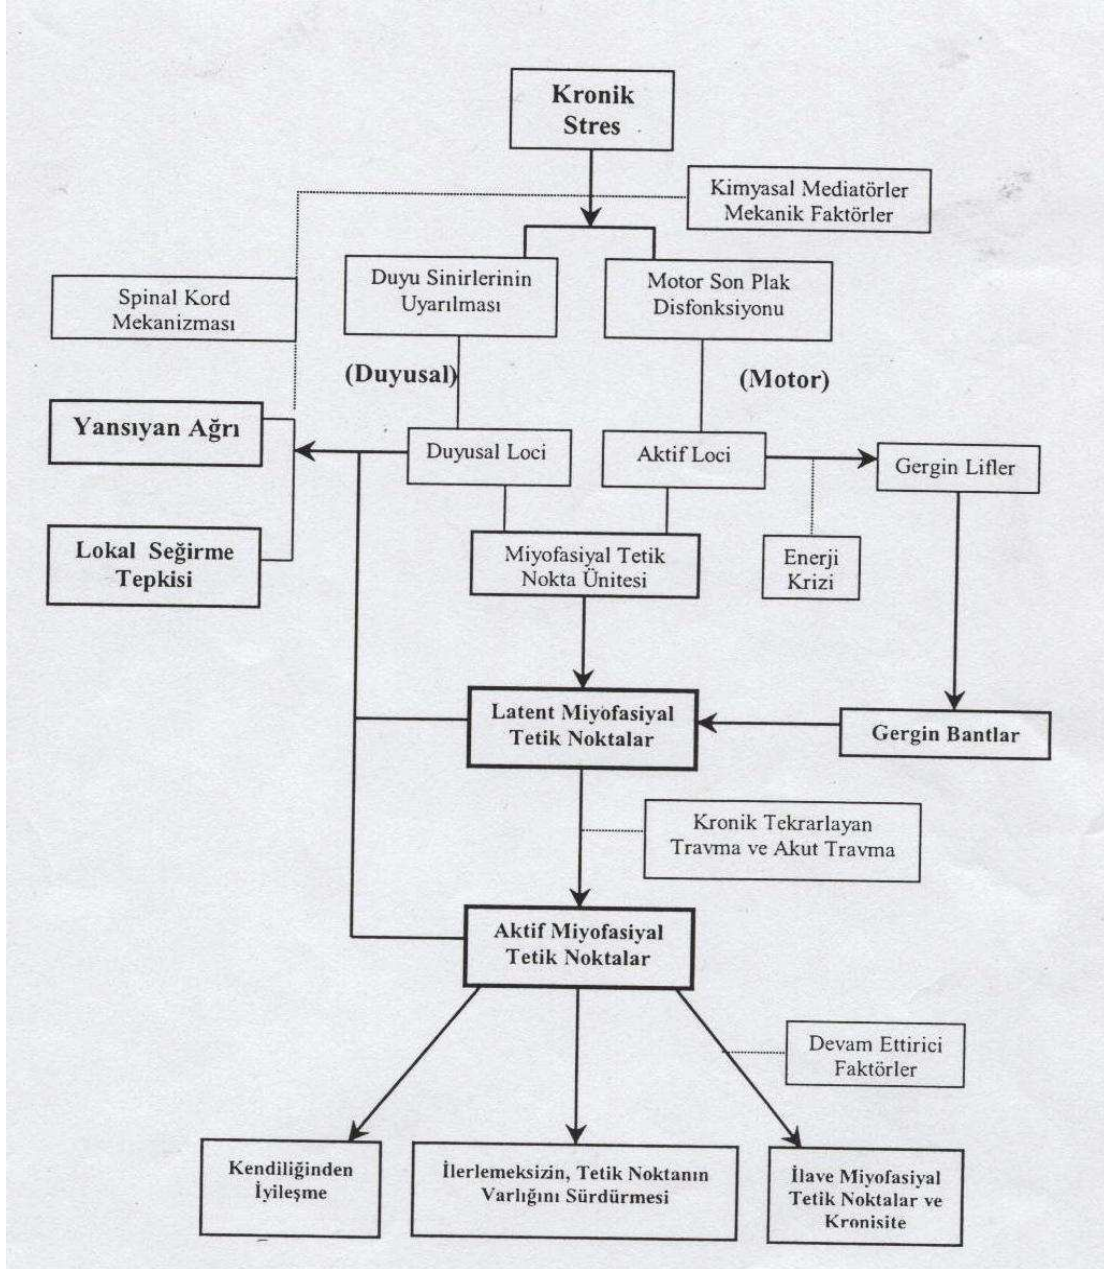 Kronik
Stres
Kimyasal Mediatörler
Mekanik Faktörler
Duyu Sinirlerinin
Uyarılması
Motor Son Plak
Disfonksiyonu
Spinal Kord
Mekanizması
(Duyusal)
(Motor)
Yansıyan Ağrı
Duyusal Loci
Aktif Loci
Gergin Lifler
Lokal Seğirme
Tepkisi
Miyofasiyal Tetik
Nokta Ünitesi
Enerji
Krizi
Latent Miyofasiyal
Tetik Noktalar
Gergin Bantlar
Kronik Tekrarlayan
Travma ve Akut Travma
Aktif Miyofasiyal
Tetik Noktalar
Devam Ettirici
Faktörler
Kendiliğinden
İyileşme
İlerlemeksizin, Tetik Noktanın
Varlığını Sürdürmesi
İlave Miyofasiyal
Tetik Noktalar ve
Kronisite